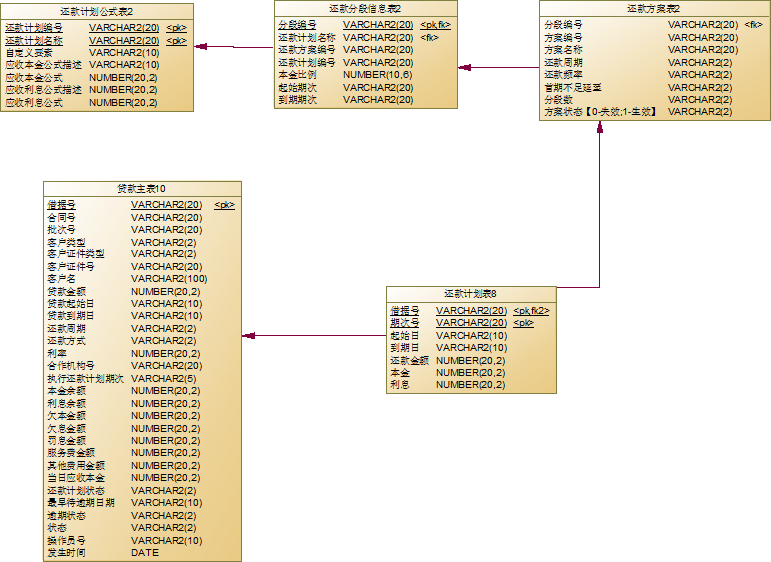 还款计划公式表2
还款计划编号 VARCHAR2(20) <pk>
还款计划名称 VARCHAR2(20) <pk>
自定义要素 VARCHAR2(10)
应收本金公式描述 VARCHAR2(10)
应收本金公式 NUMBER(20,2)
应收利息公式描述 NUMBER(20,2)
应收利息公式 NUMBER(20,2)
还款分段信息表2
分段编号 VARCHAR2(20) <pk,fk>
还款计划名称 VARCHAR2(20) <fk>
还款方案编号 VARCHAR2(20)
还款计划编号 VARCHAR2(20)
本金比例 NUMBER(10,6)
起始期次 VARCHAR2(20)
到期期次 VARCHAR2(20)
还款方案表2
分段编号 VARCHAR2(20) <fk>
方案编号 VARCHAR2(20)
方案名称 VARCHAR2(20)
还款周期 VARCHAR2(2)
还款频率 VARCHAR2(2)
首期不足延至 VARCHAR2(2)
分段数 VARCHAR2(2)
方案状态【0-失效;1-生效】 VARCHAR2(2)
贷款主表10
借据号 VARCHAR2(20) <pk>
合同号 VARCHAR2(20)
批次号 VARCHAR2(20)
客户类型 VARCHAR2(2)
客户证件类型 VARCHAR2(2)
客户证件号 VARCHAR2(20)
客户名 VARCHAR2(100)
贷款金额 NUMBER(20,2)
贷款起始日 VARCHAR2(10)
贷款到期日 VARCHAR2(10)
还款周期 VARCHAR2(2)
还款方式 VARCHAR2(2)
利率 NUMBER(20,2)
合作机构号 VARCHAR2(20)
执行还款计划期次 VARCHAR2(5)
本金余额 NUMBER(20,2)
利息余额 NUMBER(20,2)
欠本金额 NUMBER(20,2)
欠息金额 NUMBER(20,2)
罚息金额 NUMBER(20,2)
服务费金额 NUMBER(20,2)
其他费用金额 NUMBER(20,2)
当日应收本金 NUMBER(20,2)
还款计划状态 VARCHAR2(2)
最早待逾期日期 VARCHAR2(10)
逾期状态 VARCHAR2(2)
状态 VARCHAR2(2)
操作员号 VARCHAR2(10)
发生时间 DATE
还款计划表8
借据号 VARCHAR2(20) <pk,fk2>
期次号 VARCHAR2(20) <pk>
起始日 VARCHAR2(10)
到期日 VARCHAR2(10)
还款金额 NUMBER(20,2)
本金 NUMBER(20,2)
利息 NUMBER(20,2)